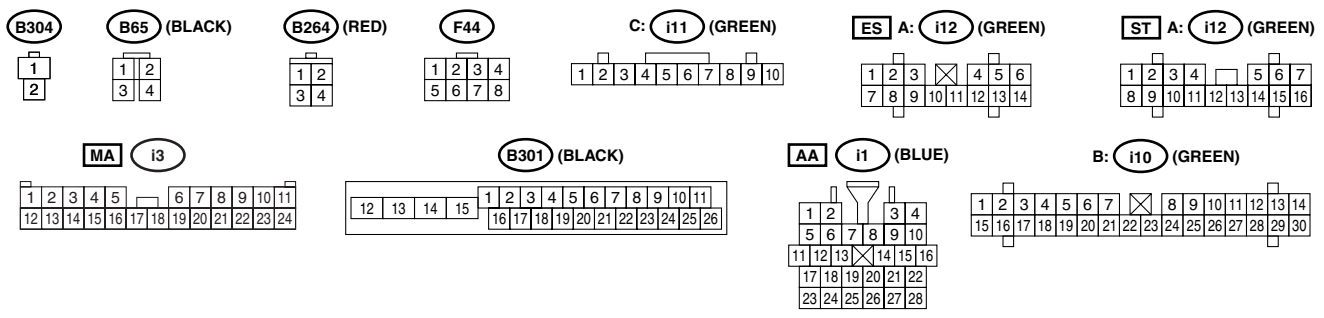 B304 B65 (BLACK) B264 (RED) F44 C: i11 (GREEN) ES A: i12 (GREEN) ST A: i12 (GREEN)
1 1 2 1 2 1 2 3 4 1 2 3 4 5 6 7 8 9 10 1 2 3 4 5 6 1 2 3 4 5 6 7
2 3 4 3 4 5 6 7 8 7 8 9 10 11 12 13 14 8 9 10 11 12 13 14 15 16
MA i3 B301 (BLACK) AA i1 (BLUE) B: i10 (GREEN)
1 2 3 4 5 6 7 8 9 10 11
12 13 14 15 16 17 18 19 20 21 22 23 24
1 2 3 4 5 6 7 8 9 10 11
12 13 14 15
16 17 18 19 20 21 22 23 24 25 26
1 2 3 4
5 6 7 8 9 10
11 12 13 14 15 16
17 18 19 20 21 22
23 24 25 26 27 28
1 2 3 4 5 6 7 8 9 10 11 12 13 14
15 16 17 18 19 20 21 22 23 24 25 26 27 28 29 30